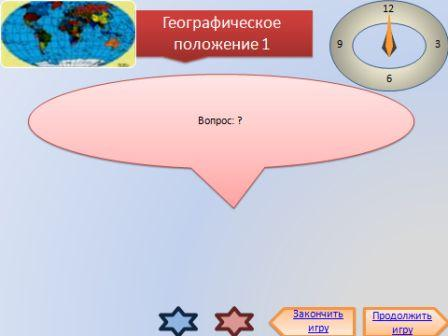 Географическое
положение 1
12
9
3
6
Вопрос: ?
Закончить
игру
Продолжить
игру